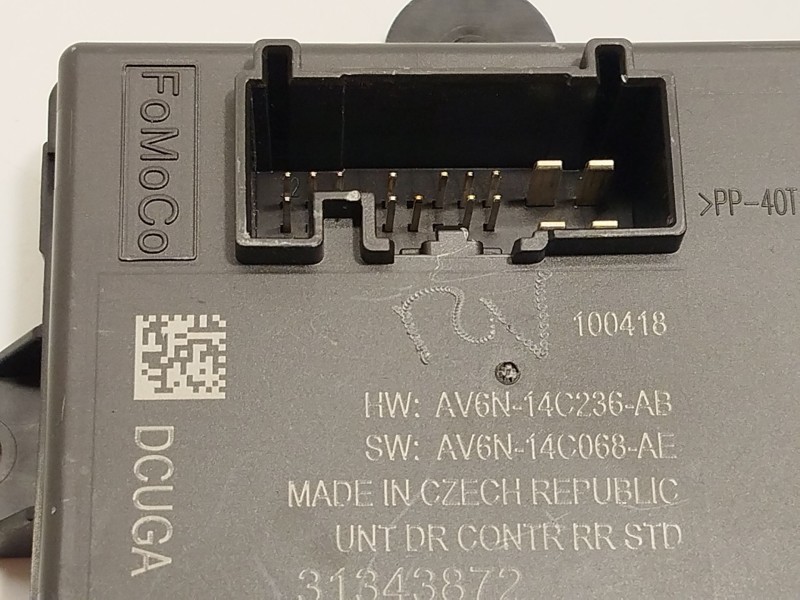 FoMoCo
2
>PP-40T
100418
HW: AV6N-14C236-AB
SW: AV6N-14C068-AE
MADE IN CZECH REPUBLIC
UNT DR CONTR RR STD
31343872
DCUGA